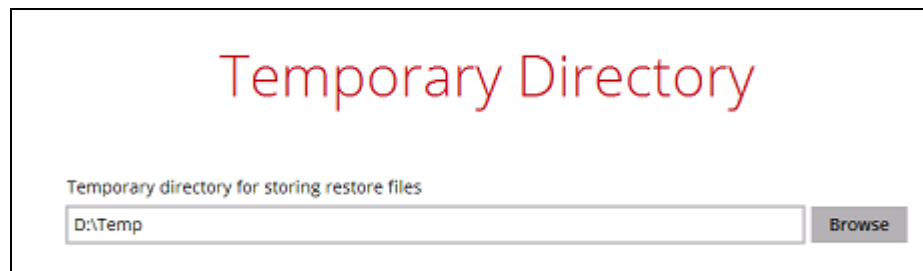 Temporary Directory
Temporary directory for storing restore files
D:\Temp
Browse